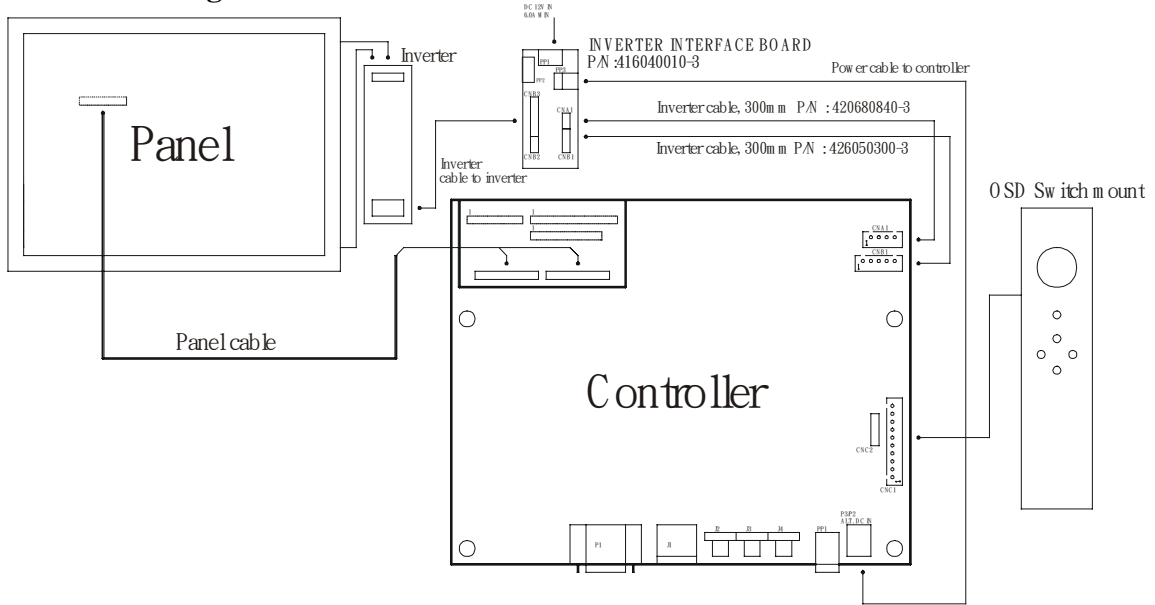 DC 12V IN
6.0A MIN
Inverter
INVERTER INTERFACE BOARD
P/N :416040010-3
PP1
PP3
PP2
Power cable to controller
CNB3
CNA1
Inverter cable, 300mm P/N : 420680840-3
Inverter cable, 300mm P/N : 426050300-3
CNB2
CNB1
Panel
Inverter
cable to inverter
OSD Switch mount
1
1
1
CNA1
1
CNB1
1
Panel cable
Controller
CNC2
CNC1
1
P3P2
ALT. DC IN
P1
J1
J2
J3
J4
PP1